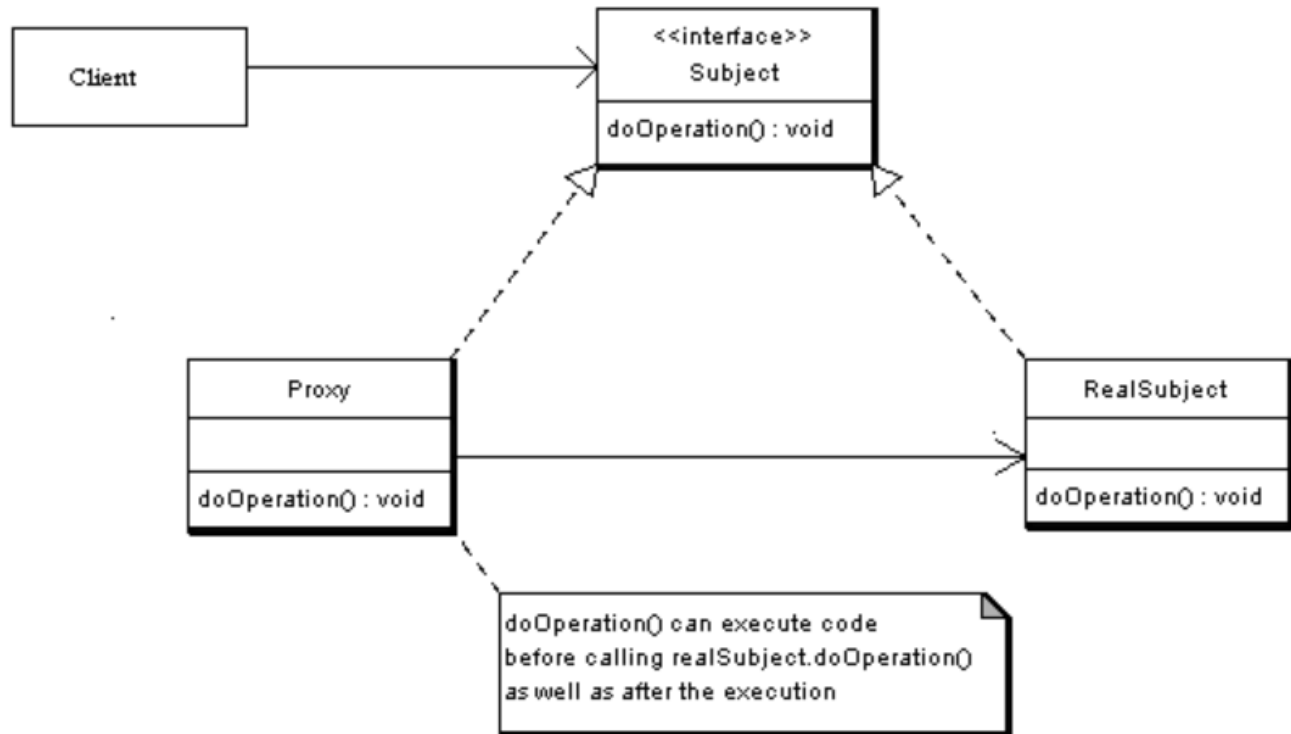 Client
<<interface>>
Subject
doOperation() : void
Proxy
doOperation() : void
RealSubject
doOperation() : void
doOperation() can execute code
before calling realSubject.doOperation()
as well as after the execution